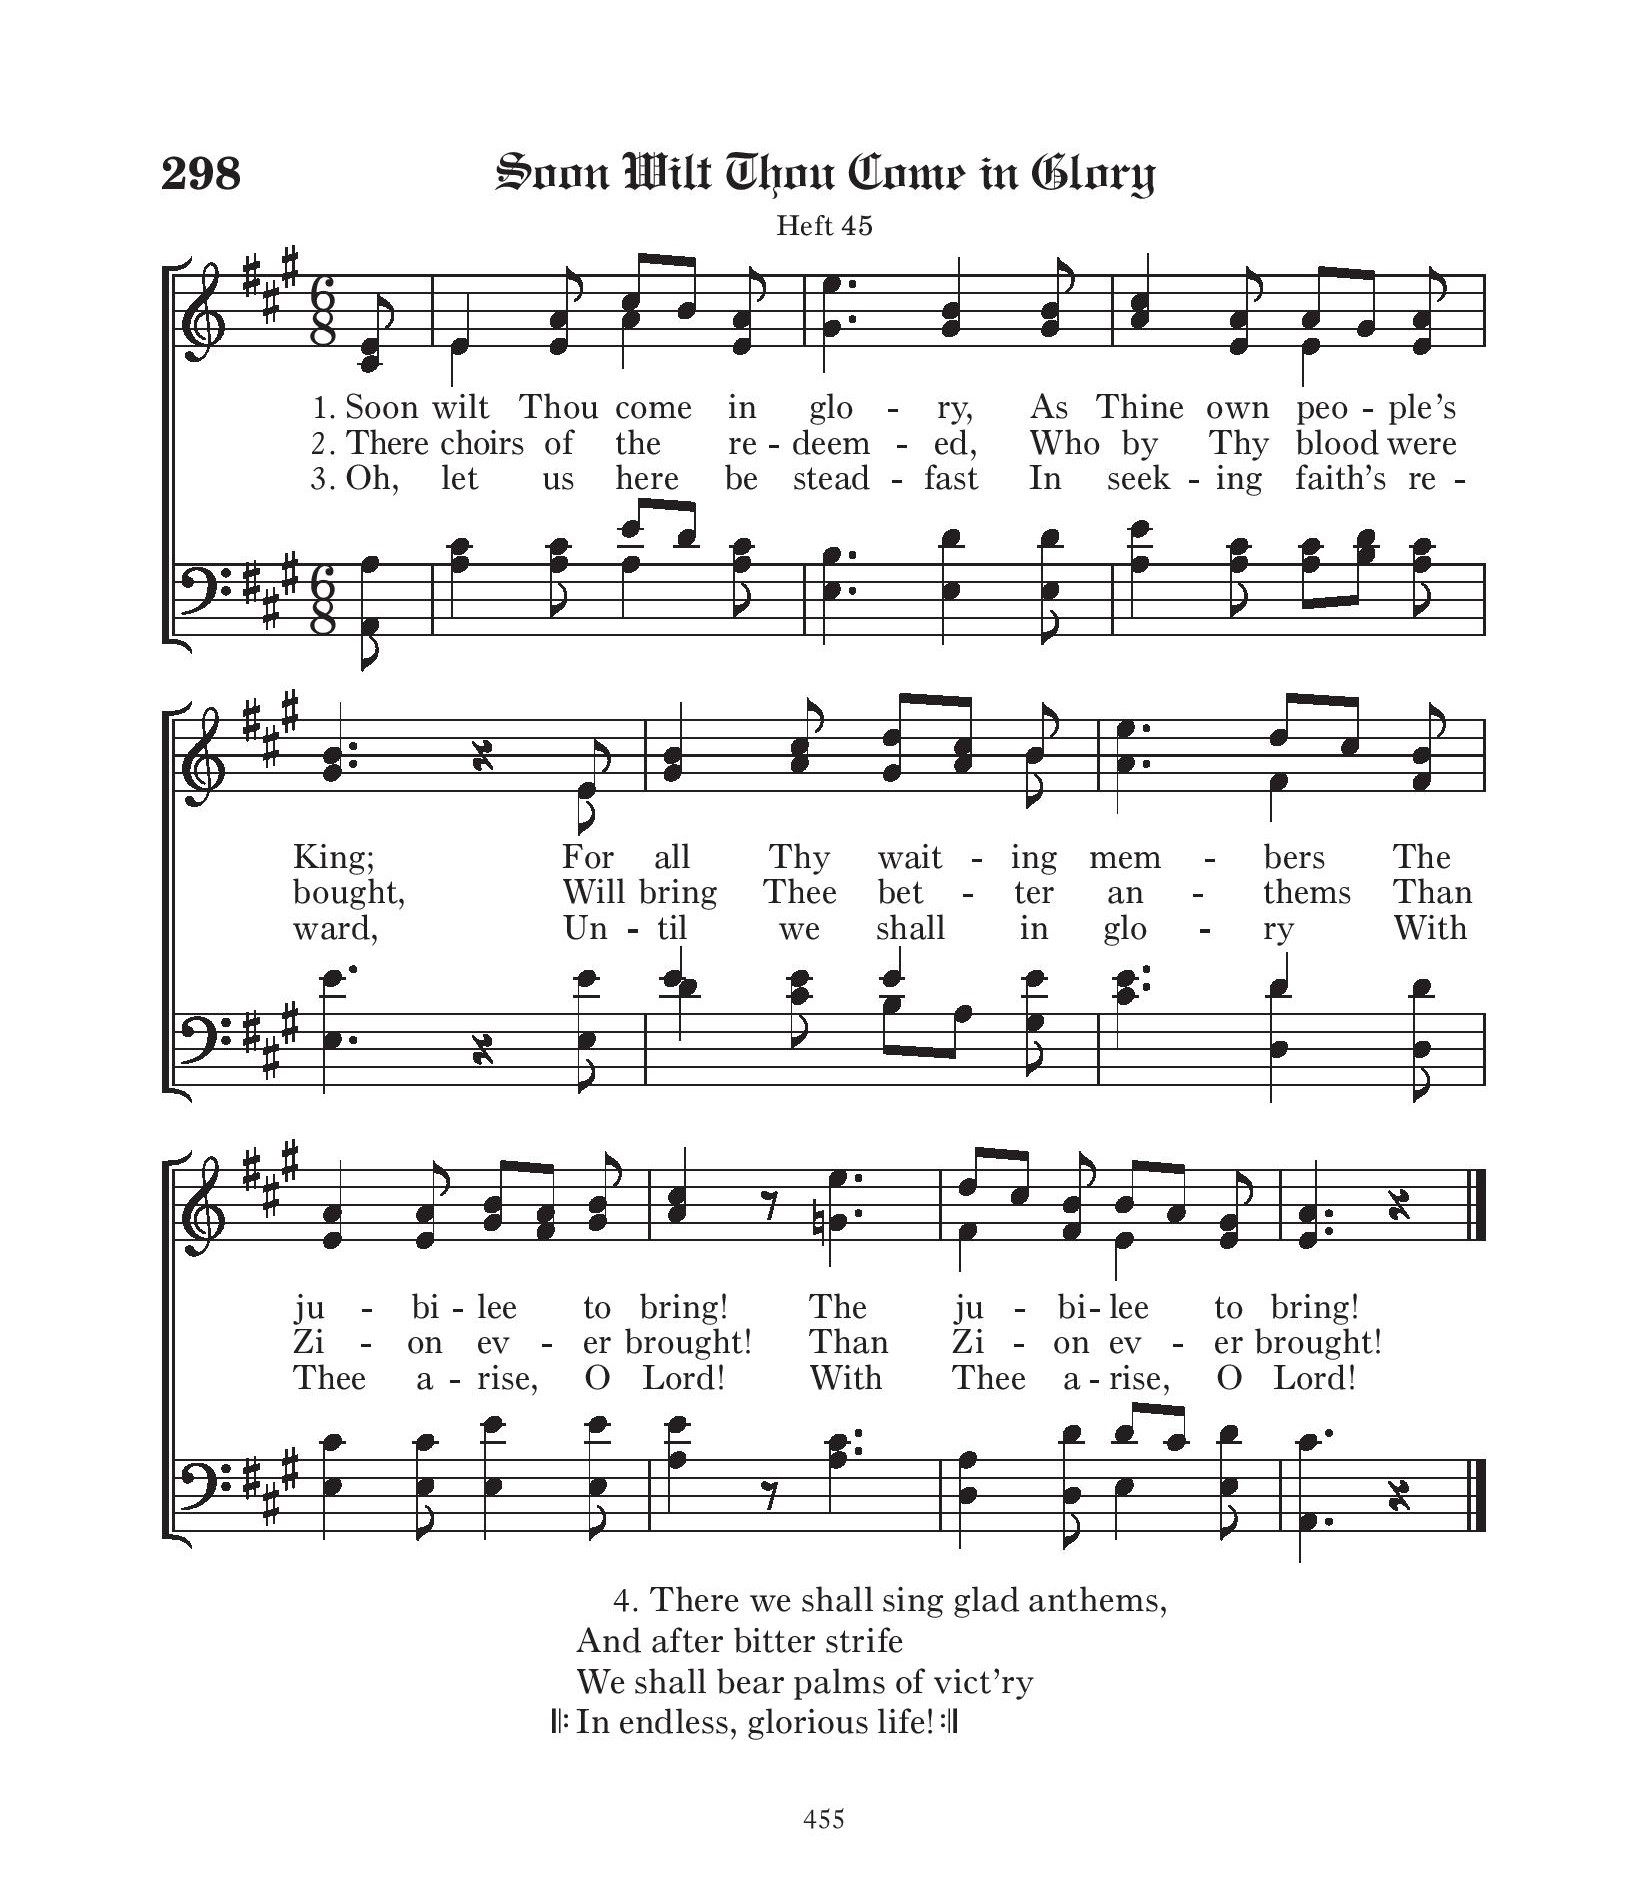 298 Soon Wilt Thou Come in Glory
Heft 45
1. Soon wilt Thou come in glo - ry, As Thine own peo - ple's
2. There choirs of the re - deem - ed, Who by Thy blood were
3. Oh, let us here be stead - fast In seek - ing faith's re -
King; For all Thy wait - ing mem - bers The
bought, Will bring Thee bet - ter an - thems Than
ward, Un - til we shall in glo - ry With
ju - bi - lee to bring! The ju - bi - lee to bring!
Zi - on ev - er brought! Than Zi - on ev - er brought!
Thee a - rise, O Lord! With Thee a - rise, O Lord!
4. There we shall sing glad anthems,
And after bitter strife
We shall bear palms of vict'ry
𝄆 In endless, glorious life! 𝄇
455